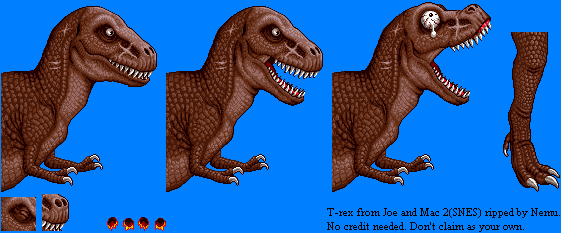 T-rex from Joe and Mac 2(SNES) ripped by Nemu.
No credit needed. Don't claim as your own.